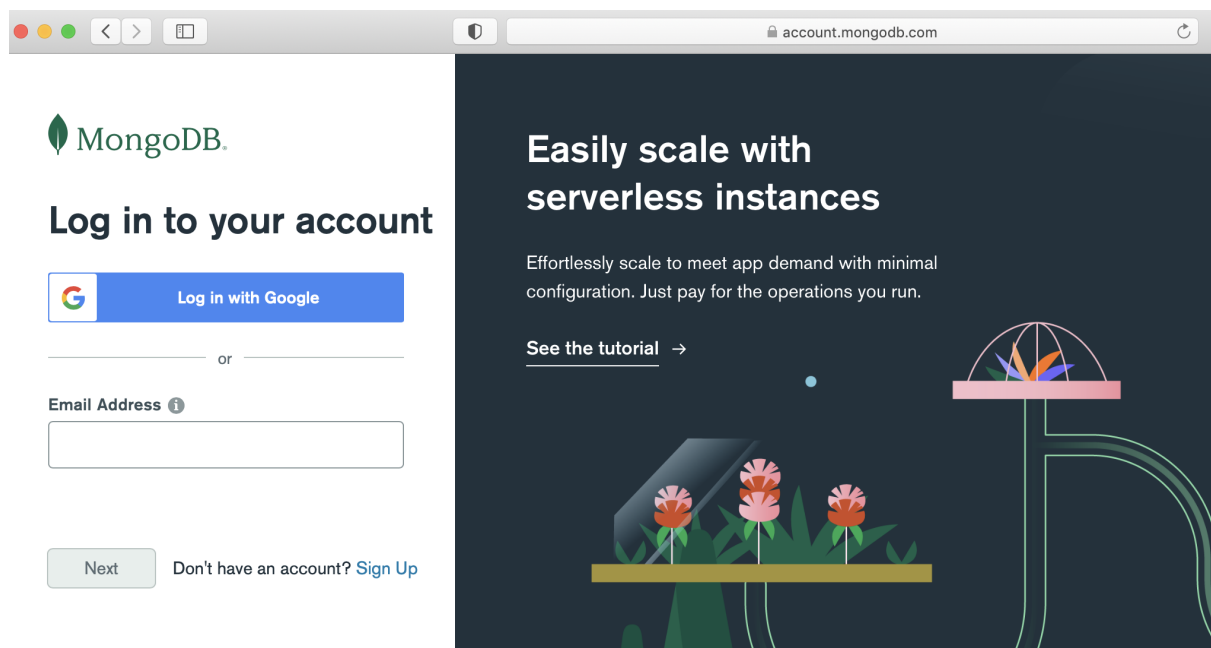 account.mongodb.com
MongoDB.
Log in to your account
Log in with Google
or
Email Address
Next
Don't have an account? Sign Up
Easily scale with
serverless instances
Effortlessly scale to meet app demand with minimal
configuration. Just pay for the operations you run.
See the tutorial →